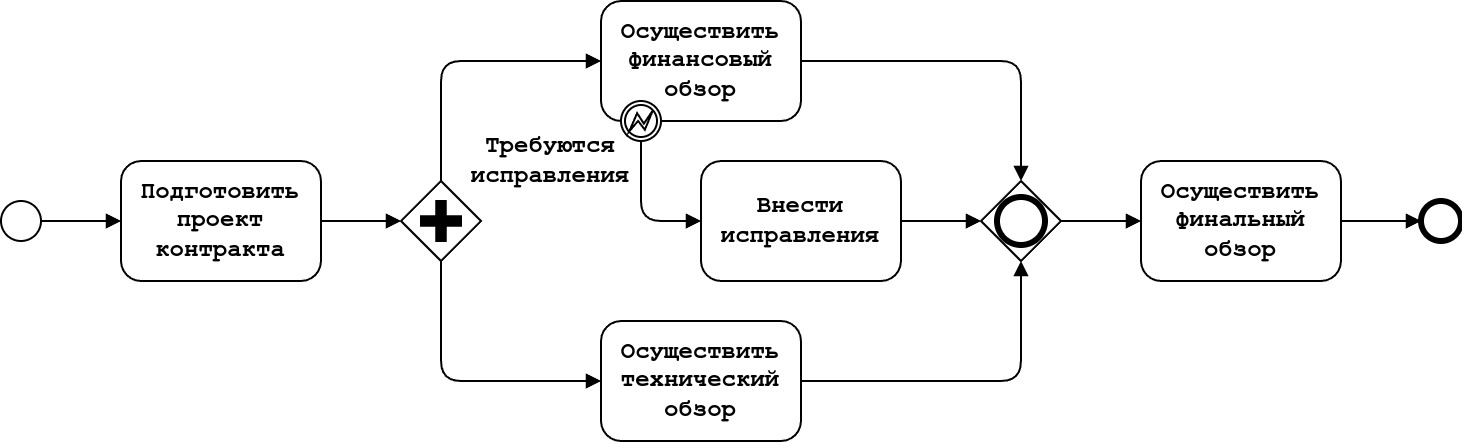 Подготовить
проект
контракта
Осуществить
финансовый
обзор
Требуются
исправления
Внести
исправления
Осуществить
технический
обзор
Осуществить
финальный
обзор